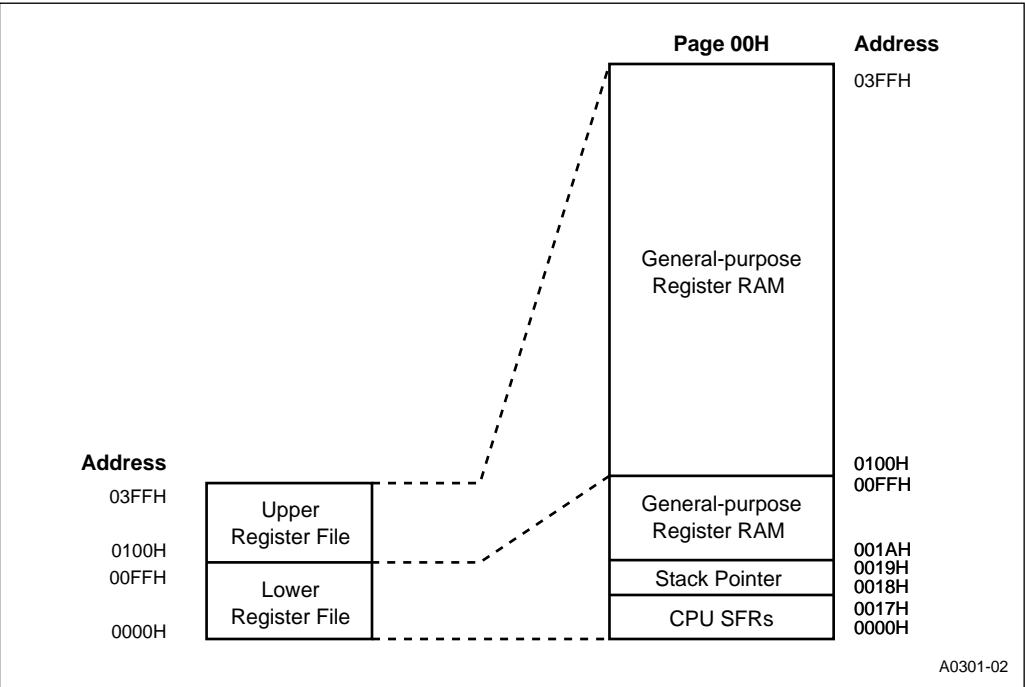 Page 00H
Address
03FFH
General-purpose
Register RAM
Address
03FFH
Upper
Register File
0100H
00FFH
Lower
Register File
0000H
0100H
00FFH
General-purpose
Register RAM
001AH
0019H
Stack Pointer
0018H
0017H
CPU SFRs
0000H
A0301-02